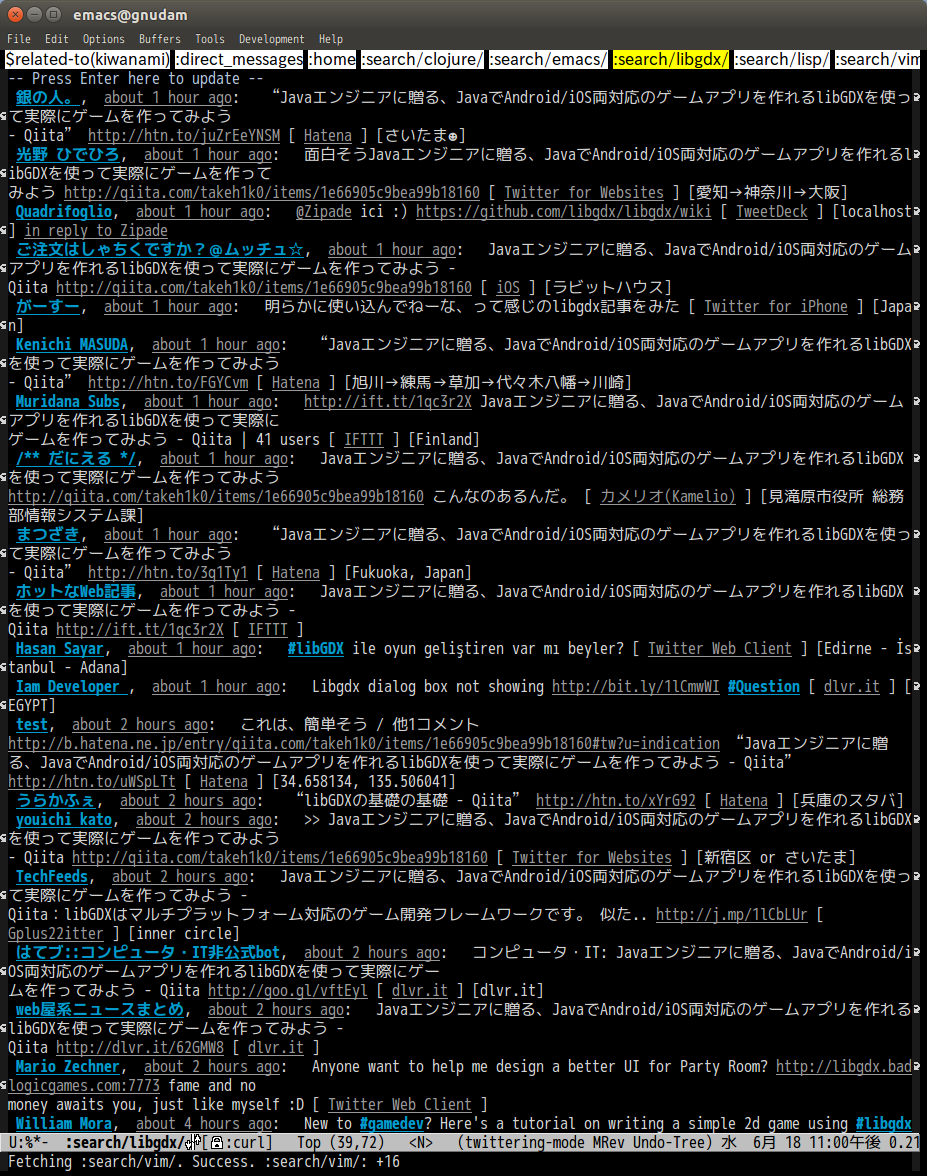 emacs@gnudam
File Edit Options Buffers Tools Development Help
$related-to(kiwanami) :direct_messages :home :search/clojure/ :search/emacs/ :search/libgdx/ :search/lisp/ :search/vim
-- Press Enter here to update --
銀の人。, about 1 hour ago: “Javaエンジニアに贈る、JavaでAndroid/iOS両対応のゲームアプリを作れるlibGDXを使っ
て実際にゲームを作ってみよう
- Qiita” http://htn.to/juZrEeYNSM [ Hatena ] [さいたま☻]
光野 ひでひろ, about 1 hour ago: 面白そうJavaエンジニアに贈る、JavaでAndroid/iOS両対応のゲームアプリを作れるl
ibGDXを使って実際にゲームを作って
みよう http://qiita.com/takeh1k0/items/1e66905c9bea99b18160 [ Twitter for Websites ] [愛知→神奈川→大阪]
Quadrifoglio, about 1 hour ago: @Zipade ici :) https://github.com/libgdx/libgdx/wiki [ TweetDeck ] [localhost
] in reply to Zipade
ご注文はしゃちくですか？@ムッチュ☆, about 1 hour ago: Javaエンジニアに贈る、JavaでAndroid/iOS両対応のゲーム
アプリを作れるlibGDXを使って実際にゲームを作ってみよう -
Qiita http://qiita.com/takeh1k0/items/1e66905c9bea99b18160 [ iOS ] [ラビットハウス]
がーすー, about 1 hour ago: 明らかに使い込んでねーな、って感じのlibgdx記事をみた [ Twitter for iPhone ] [Japa
n]
Kenichi MASUDA, about 1 hour ago: “Javaエンジニアに贈る、JavaでAndroid/iOS両対応のゲームアプリを作れるlibGDX
を使って実際にゲームを作ってみよう
- Qiita” http://htn.to/FGYCvm [ Hatena ] [旭川→練馬→草加→代々木八幡→川崎]
Muridana Subs, about 1 hour ago: http://ift.tt/1qc3r2X Javaエンジニアに贈る、JavaでAndroid/iOS両対応のゲーム
アプリを作れるlibGDXを使って実際に
ゲームを作ってみよう - Qiita | 41 users [ IFTTT ] [Finland]
/** だにえる */, about 1 hour ago: Javaエンジニアに贈る、JavaでAndroid/iOS両対応のゲームアプリを作れるlibGDX
を使って実際にゲームを作ってみよう
http://qiita.com/takeh1k0/items/1e66905c9bea99b18160 こんなのあるんだ。 [ カメリオ(Kamelio) ] [見滝原市役所 総務
部情報システム課]
まつざき, about 1 hour ago: “Javaエンジニアに贈る、JavaでAndroid/iOS両対応のゲームアプリを作れるlibGDXを使っ
て実際にゲームを作ってみよう
- Qiita” http://htn.to/3q1Ty1 [ Hatena ] [Fukuoka, Japan]
ホットなWeb記事, about 1 hour ago: Javaエンジニアに贈る、JavaでAndroid/iOS両対応のゲームアプリを作れるlibGDX
を使って実際にゲームを作ってみよう -
Qiita http://ift.tt/1qc3r2X [ IFTTT ]
Hasan Sayar, about 1 hour ago: #libGDX ile oyun geliştiren var mı beyler? [ Twitter Web Client ] [Edirne - İs
tanbul - Adana]
Iam Developer , about 1 hour ago: Libgdx dialog box not showing http://bit.ly/1lCmwWI #Question [ dlvr.it ] [
EGYPT]
test, about 2 hours ago: これは、簡単そう / 他1コメント
http://b.hatena.ne.jp/entry/qiita.com/takeh1k0/items/1e66905c9bea99b18160#tw?u=indication “Javaエンジニアに贈
る、JavaでAndroid/iOS両対応のゲームアプリを作れるlibGDXを使って実際にゲームを作ってみよう - Qiita”
http://htn.to/uWSpLTt [ Hatena ] [34.658134, 135.506041]
うらかふぇ, about 2 hours ago: “libGDXの基礎の基礎 - Qiita” http://htn.to/xYrG92 [ Hatena ] [兵庫のスタバ]
youichi kato, about 2 hours ago: >> Javaエンジニアに贈る、JavaでAndroid/iOS両対応のゲームアプリを作れるlibGDX
を使って実際にゲームを作ってみよう
- Qiita http://qiita.com/takeh1k0/items/1e66905c9bea99b18160 [ Twitter for Websites ] [新宿区 or さいたま]
TechFeeds, about 2 hours ago: Javaエンジニアに贈る、JavaでAndroid/iOS両対応のゲームアプリを作れるlibGDXを使っ
て実際にゲームを作ってみよう -
Qiita：libGDXはマルチプラットフォーム対応のゲーム開発フレームワークです。 似た.. http://j.mp/1lCbLUr [
Gplus22itter ] [inner circle]
はてブ::コンピュータ・IT非公式bot, about 2 hours ago: コンピュータ・IT: Javaエンジニアに贈る、JavaでAndroid/i
OS両対応のゲームアプリを作れるlibGDXを使って実際にゲー
ムを作ってみよう - Qiita http://goo.gl/vftEyl [ dlvr.it ] [dlvr.it]
web屋系ニュースまとめ, about 2 hours ago: Javaエンジニアに贈る、JavaでAndroid/iOS両対応のゲームアプリを作れる
libGDXを使って実際にゲームを作ってみよう -
Qiita http://dlvr.it/62GMW8 [ dlvr.it ]
Mario Zechner, about 2 hours ago: Anyone want to help me design a better UI for Party Room? http://libgdx.bad
logicgames.com:7773 fame and no
money awaits you, just like myself :D [ Twitter Web Client ]
William Mora, about 4 hours ago: New to #gamedev? Here's a tutorial on writing a simple 2d game using #libgdx
U:%*- :search/libgdx/ [:curl] Top (39,72) <N> (twittering-mode MRev Undo-Tree) 水 6月 18 11:00午後 0.21
Fetching :search/vim/. Success. :search/vim/: +16